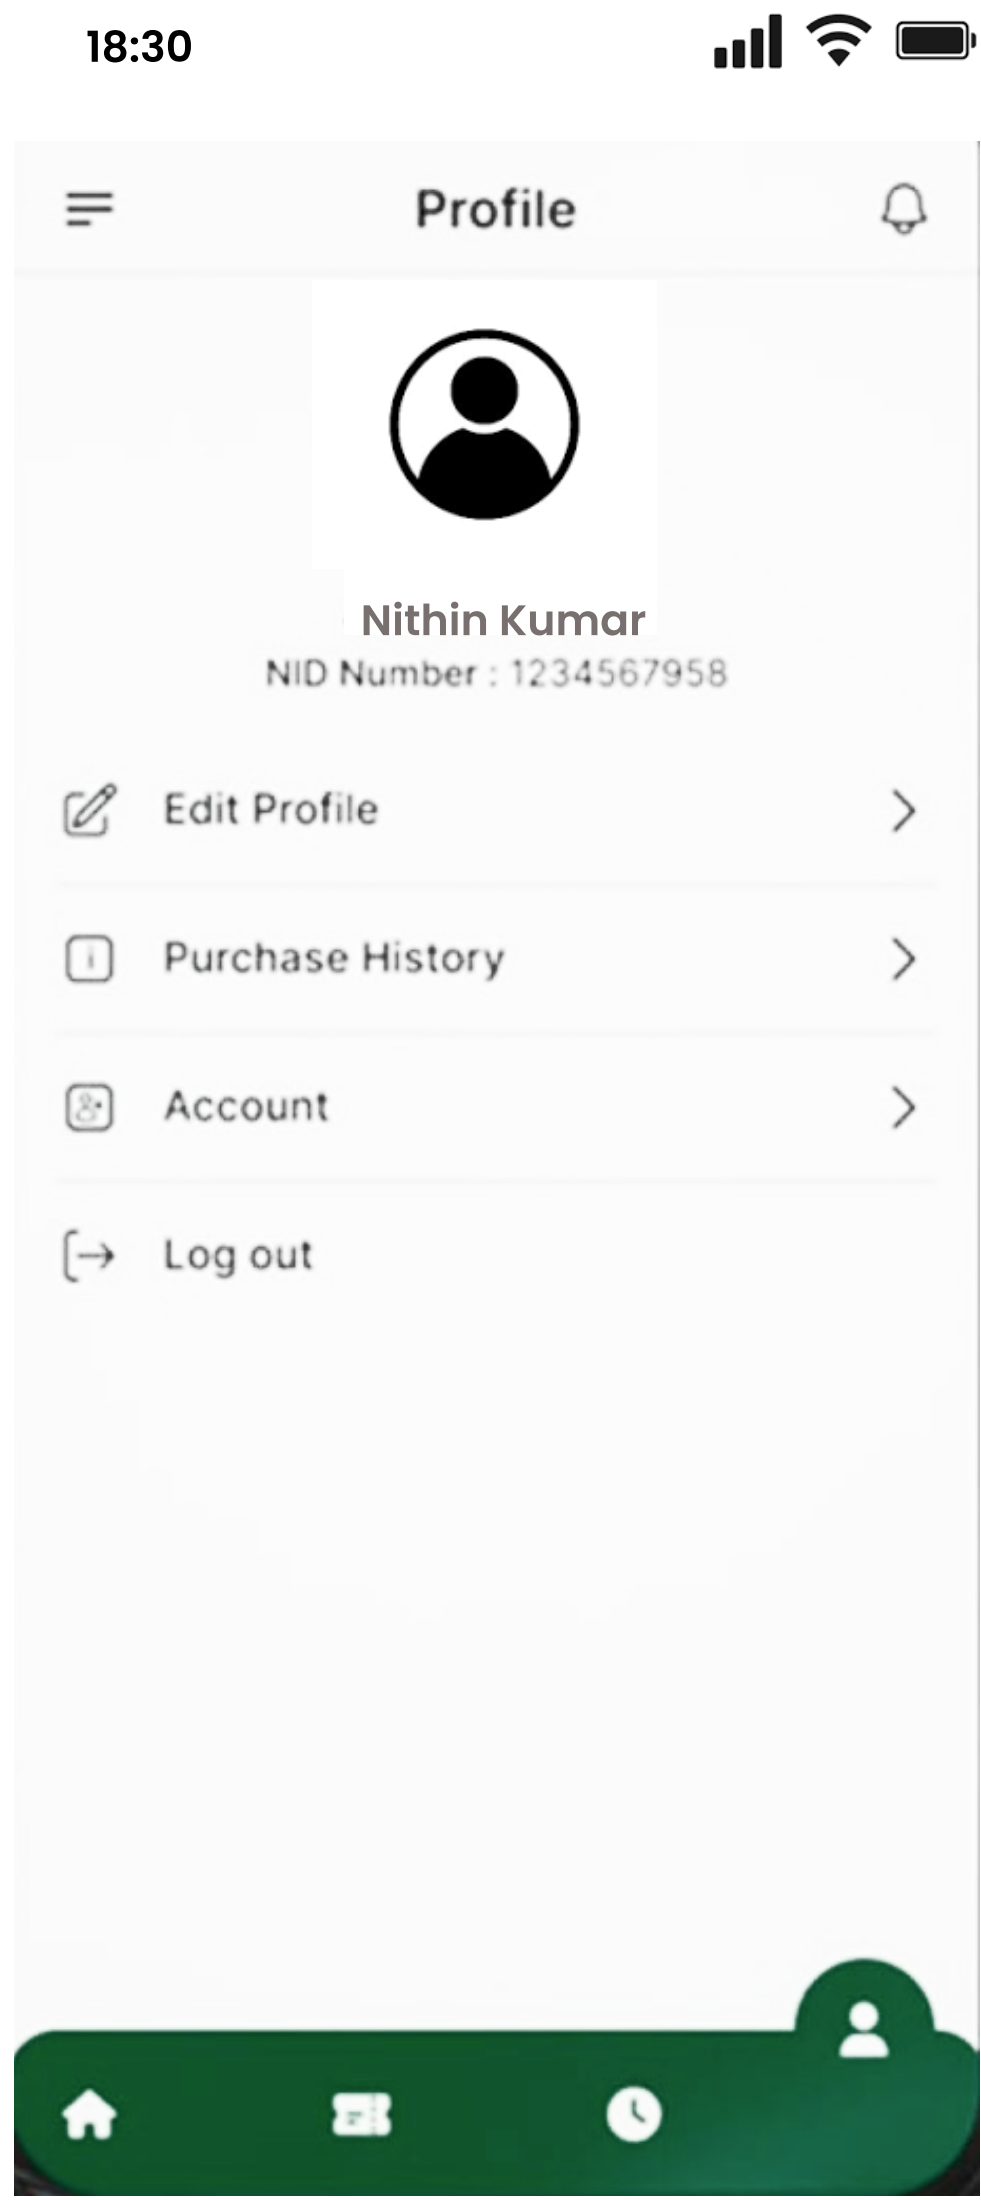 18:30
Profile
Nithin Kumar
NID Number : 1234567958
Edit Profile
Purchase History
Account
Log out